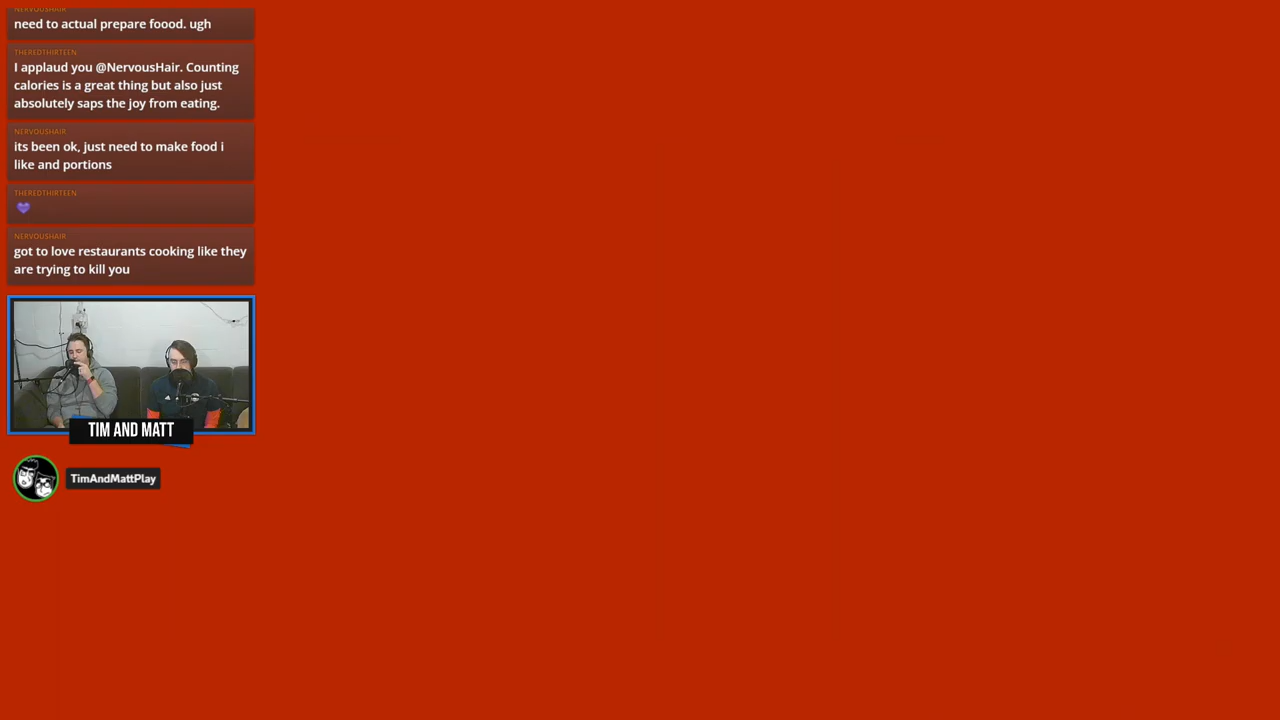 NERVOUSHAIR
need to actual prepare foood. ugh
THEREDTHIRTEEN
I applaud you @NervousHair. Counting
calories is a great thing but also just
absolutely saps the joy from eating.
NERVOUSHAIR
its been ok, just need to make food i
like and portions
THEREDTHIRTEEN
NERVOUSHAIR
got to love restaurants cooking like they
are trying to kill you
TIM AND MATT
TimAndMattPlay